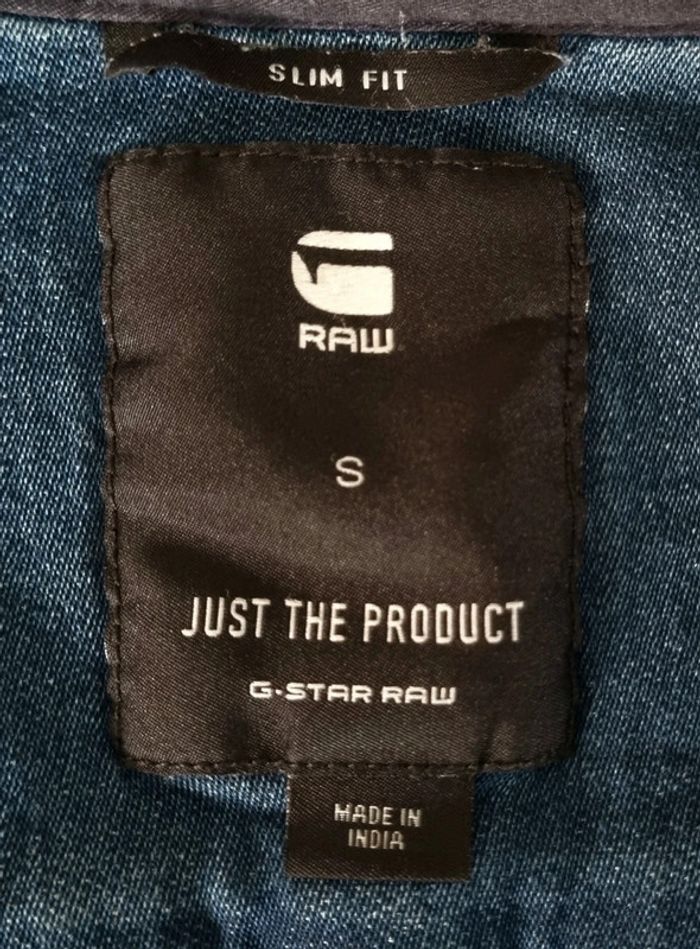 SLIM FIT
RAW
S
JUST THE PRODUCT
G-STAR RAW
MADE IN
INDIA